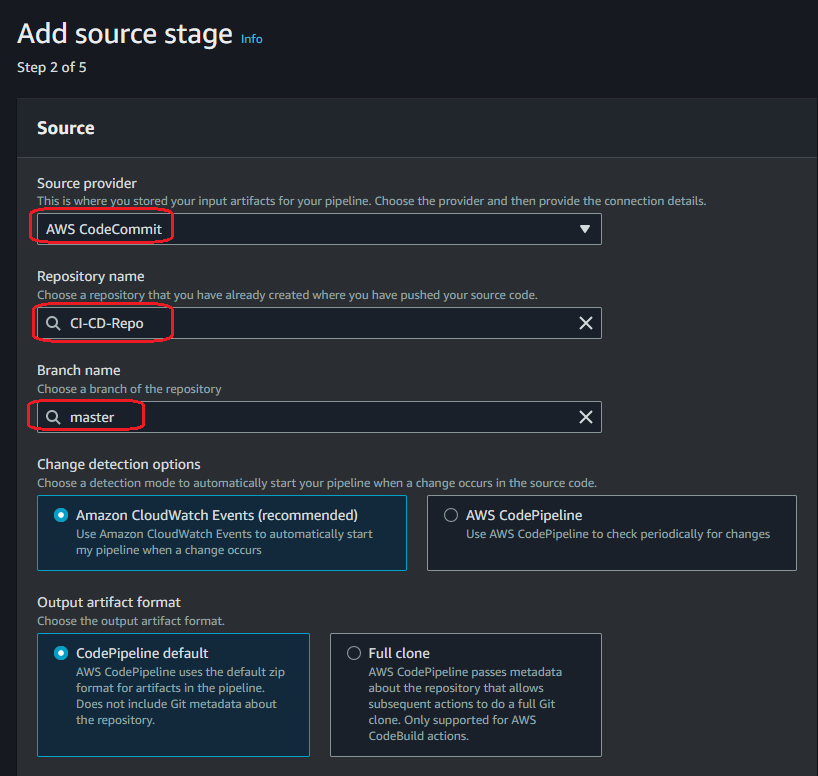 Add source stage Info
Step 2 of 5
Source
Source provider
This is where you stored your input artifacts for your pipeline. Choose the provider and then provide the connection details.
AWS CodeCommit
Repository name
Choose a repository that you have already created where you have pushed your source code.
CI-CD-Repo
Branch name
Choose a branch of the repository
master
Change detection options
Choose a detection mode to automatically start your pipeline when a change occurs in the source code.
Amazon CloudWatch Events (recommended)
Use Amazon CloudWatch Events to automatically start
my pipeline when a change occurs
AWS CodePipeline
Use AWS CodePipeline to check periodically for changes
Output artifact format
Choose the output artifact format.
CodePipeline default
AWS CodePipeline uses the default zip
format for artifacts in the pipeline.
Does not include Git metadata about
the repository.
Full clone
AWS CodePipeline passes metadata
about the repository that allows
subsequent actions to do a full Git
clone. Only supported for AWS
CodeBuild actions.